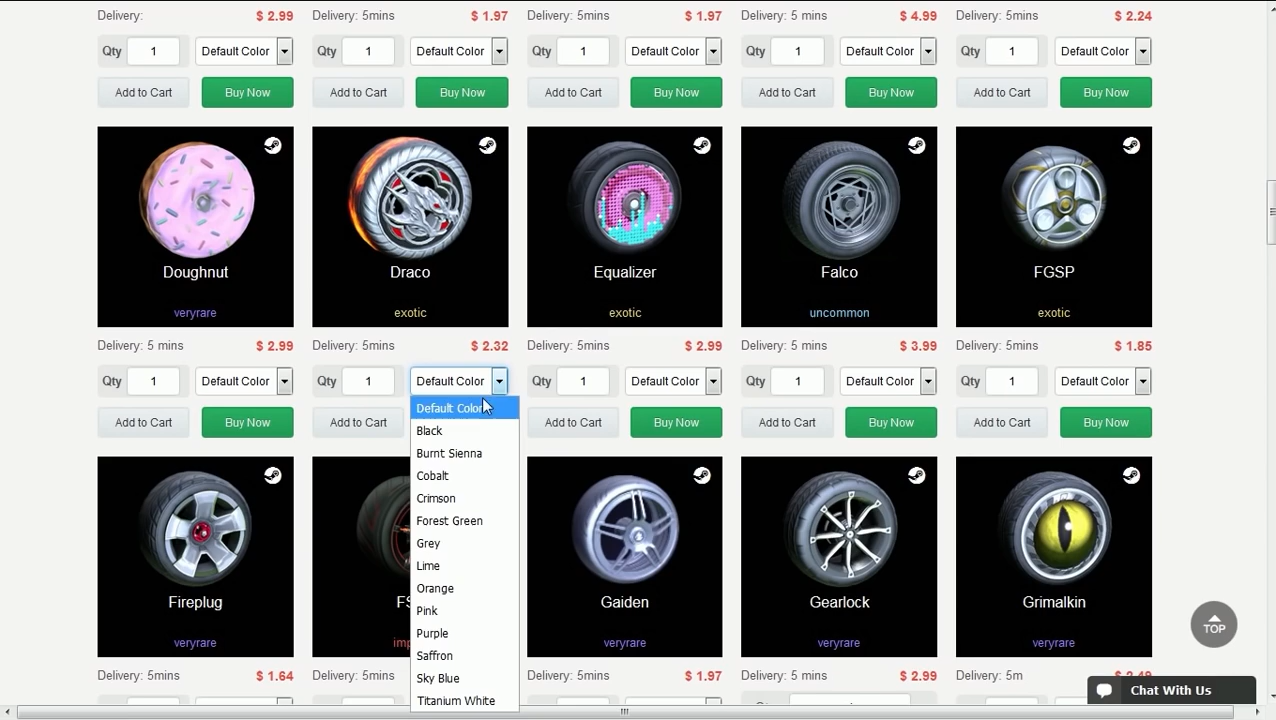 Delivery: $ 2.99 Delivery: 5mins $ 1.97 Delivery: 5mins $ 1.97 Delivery: 5 mins $ 4.99 Delivery: 5mins $ 2.24
Qty 1 Default Color Qty 1 Default Color Qty 1 Default Color Qty 1 Default Color Qty 1 Default Color
Add to Cart Buy Now Add to Cart Buy Now Add to Cart Buy Now Add to Cart Buy Now Add to Cart Buy Now
Doughnut Draco Equalizer Falco FGSP
veryrare exotic exotic uncommon exotic
Delivery: 5 mins $ 2.99 Delivery: 5mins $ 2.32 Delivery: 5mins $ 2.99 Delivery: 5mins $ 3.99 Delivery: 5mins $ 1.85
Qty 1 Default Color Qty 1 Default Color Qty 1 Default Color Qty 1 Default Color Qty 1 Default Color
Add to Cart Buy Now Add to Cart Add to Cart Buy Now Add to Cart Buy Now Add to Cart Buy Now
Default Color
Black
Burnt Sienna
Cobalt
Crimson
Forest Green
Grey
Lime
Orange
Pink
Purple
Saffron
Sky Blue
Titanium White
Fireplug Gaiden Gearlock Grimalkin
veryrare veryrare veryrare veryrare
Delivery: 5mins $ 1.64 Delivery: 5mins $ 1.97 Delivery: 5mins $ 2.99 Delivery: 5m
TOP
Chat With Us